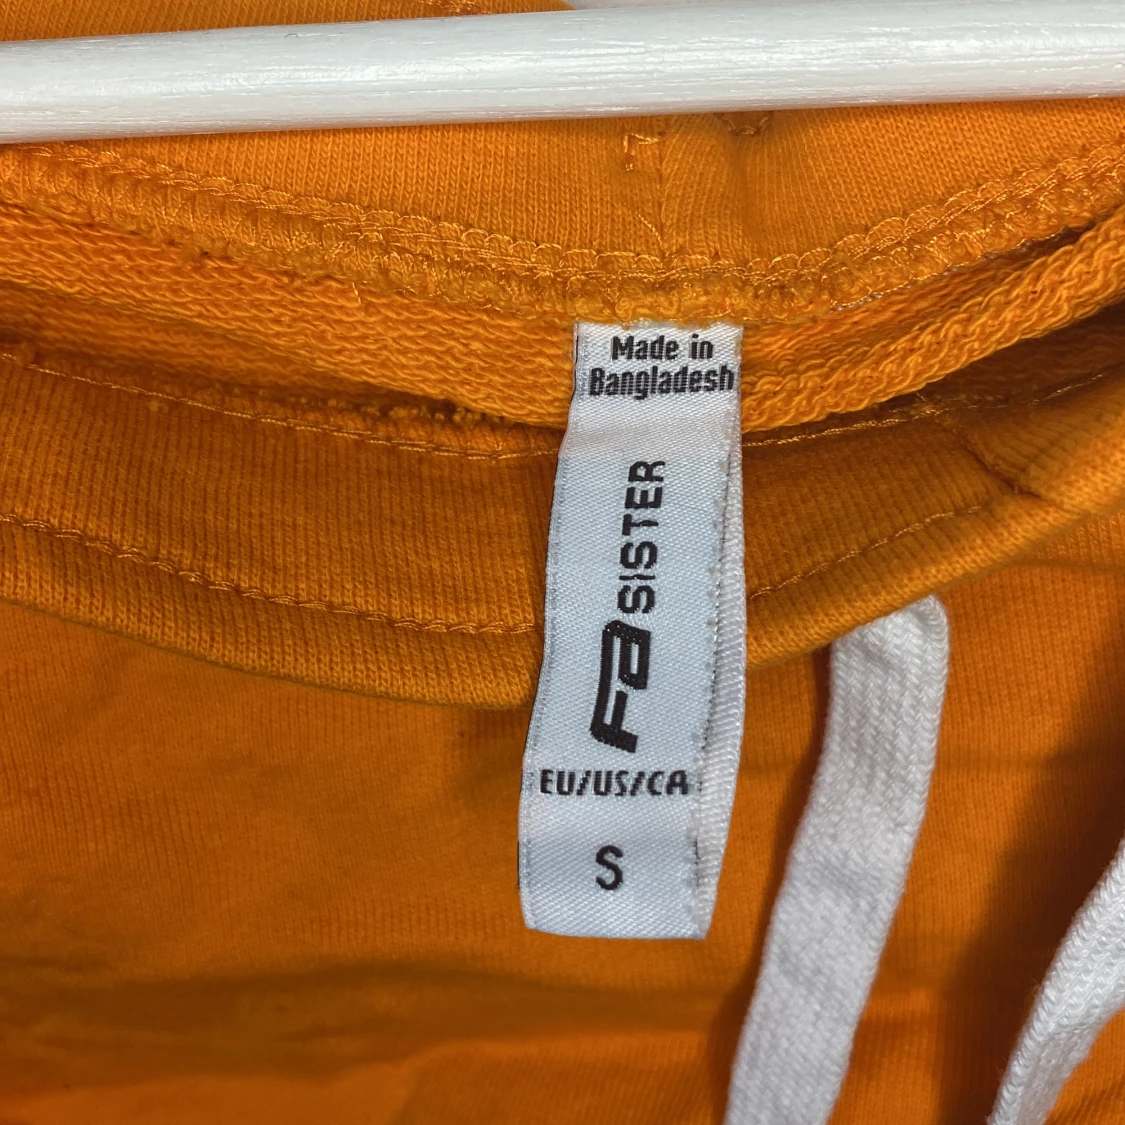 Made in
Bangladesh
FB SISTER
EU/US/CA
S